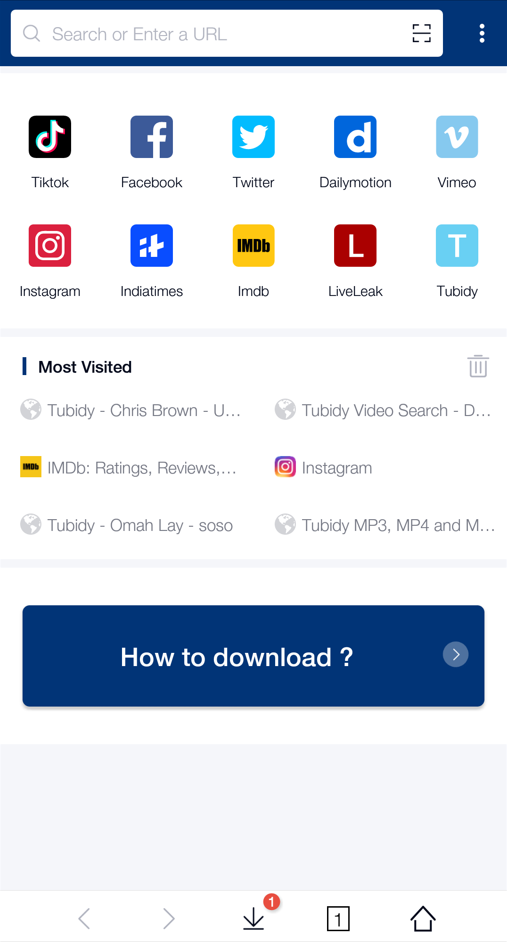 Search or Enter a URL
Tiktok Facebook Twitter Dailymotion Vimeo
IMDb L T
Instagram Indiatimes Imdb LiveLeak Tubidy
Most Visited
Tubidy - Chris Brown - U... Tubidy Video Search - D...
IMDb IMDb: Ratings, Reviews,... Instagram
Tubidy - Omah Lay - soso Tubidy MP3, MP4 and M...
How to download ?
1 1